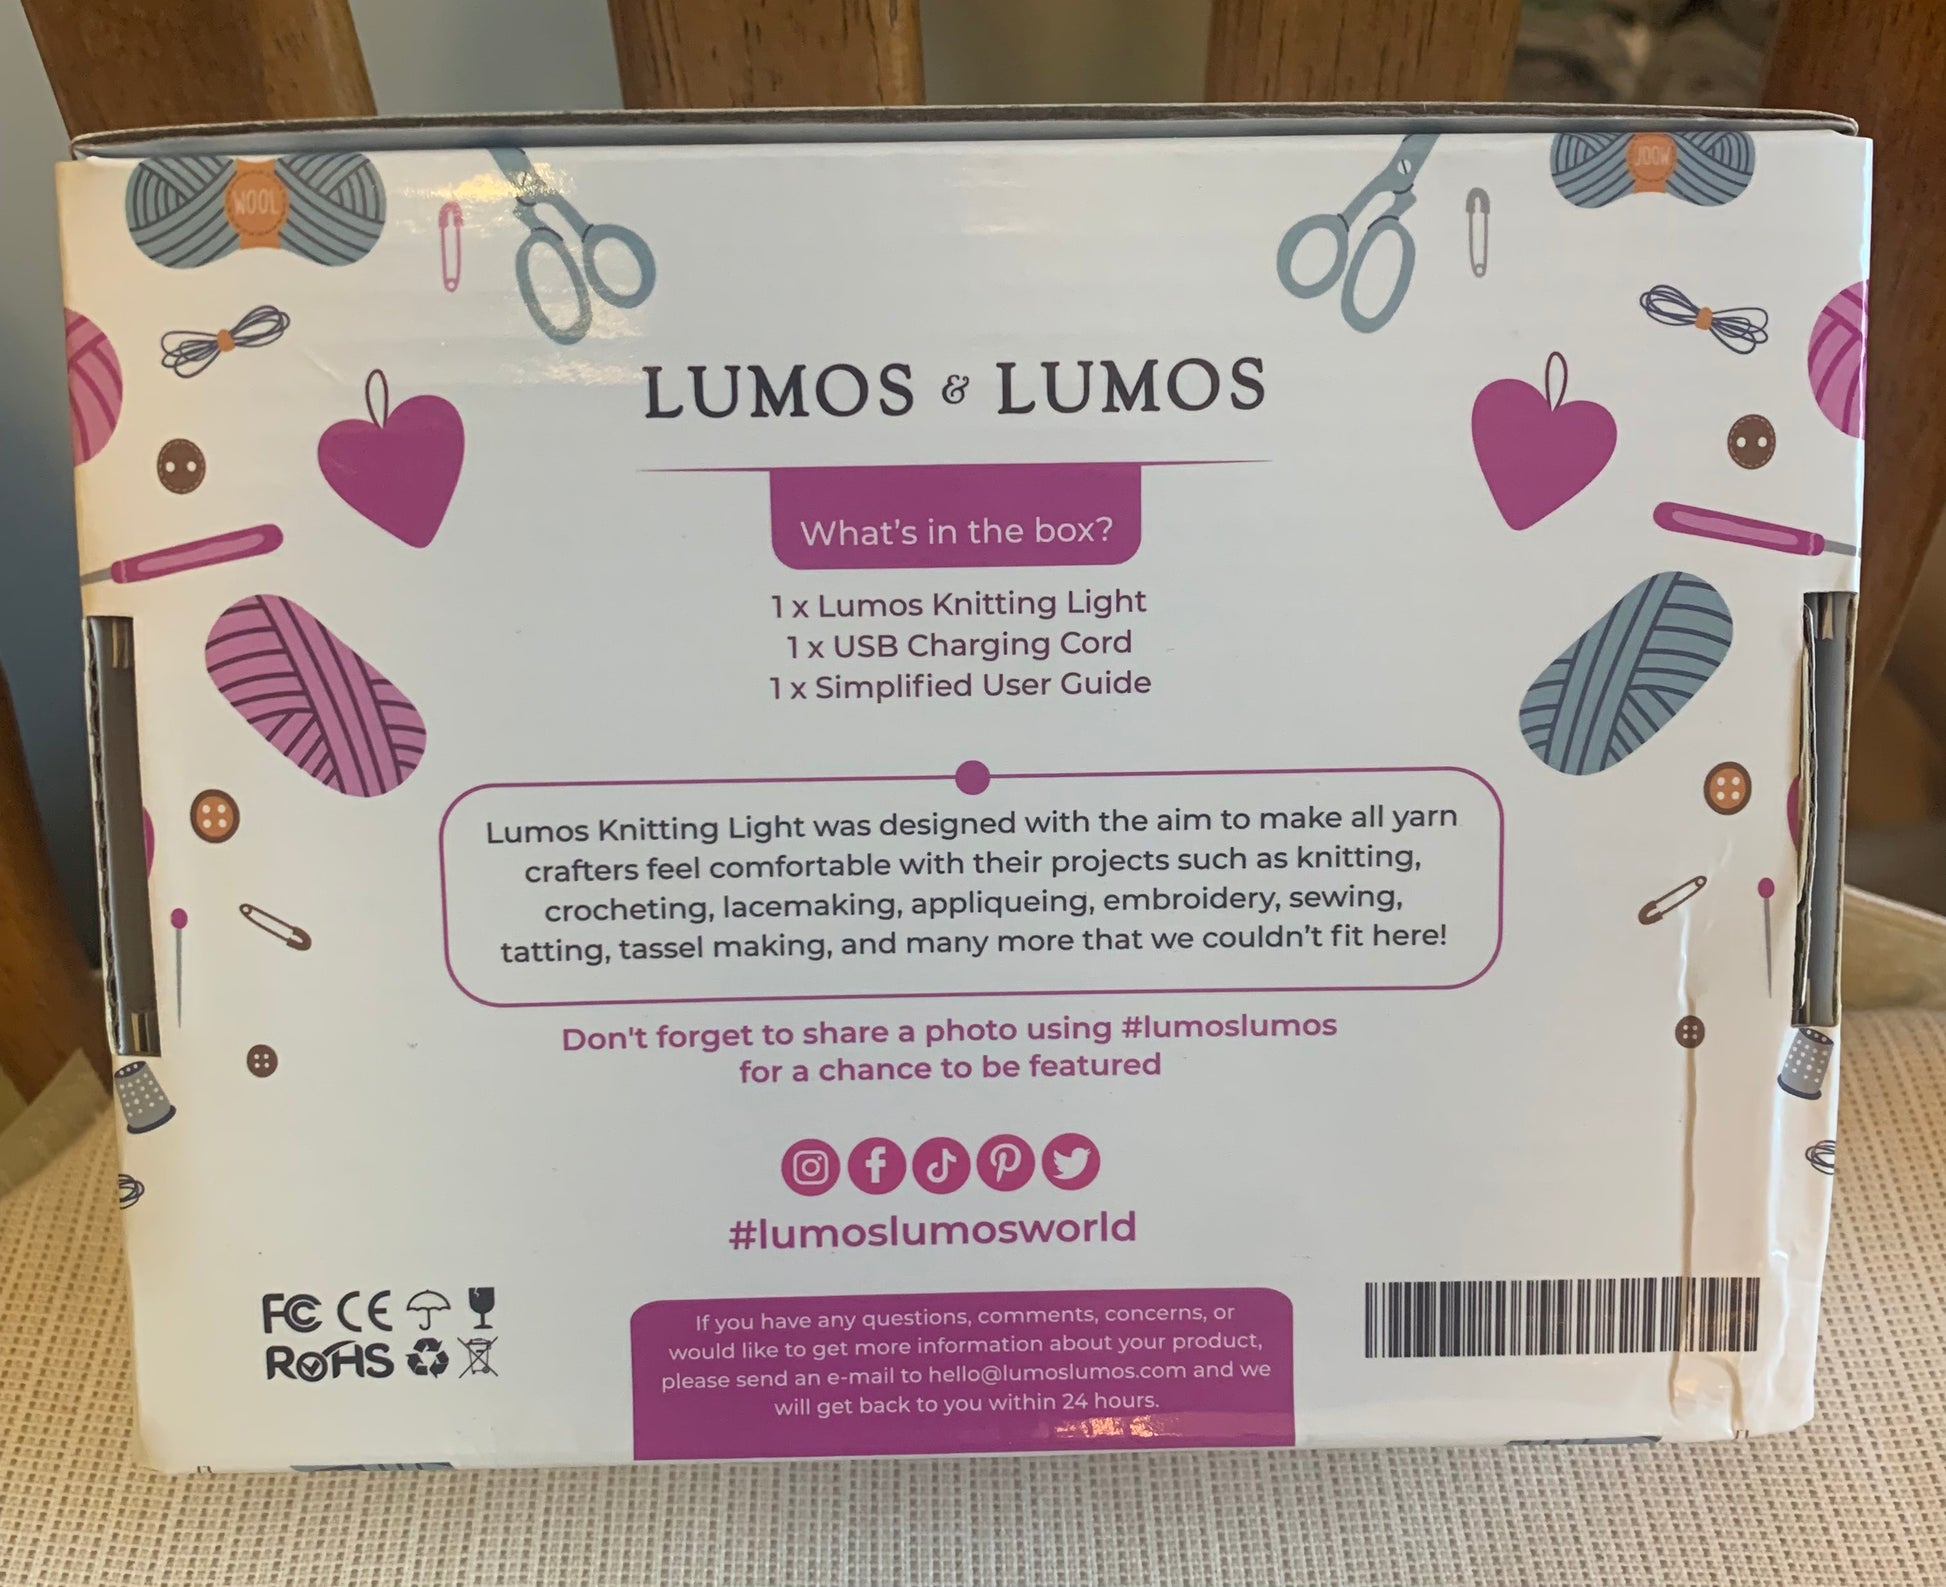 WOOL
WOOL
LUMOS & LUMOS
What's in the box?
1 x Lumos Knitting Light
1 x USB Charging Cord
1 x Simplified User Guide
Lumos Knitting Light was designed with the aim to make all yarn
crafters feel comfortable with their projects such as knitting,
crocheting, lacemaking, appliqueing, embroidery, sewing,
tatting, tassel making, and many more that we couldn't fit here!
Don't forget to share a photo using #lumoslumos
for a chance to be featured
#lumoslumosworld
FC CE
RoHS
If you have any questions, comments, concerns, or
would like to get more information about your product,
please send an e-mail to hello@lumoslumos.com and we
will get back to you within 24 hours.